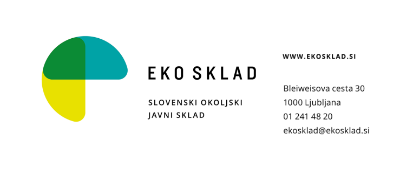 EKO SKLAD
SLOVENSKI OKOLJSKI
JAVNI SKLAD
WWW.EKOSKLAD.SI
Bleiweisova cesta 30
1000 Ljubljana
01 241 48 20
ekosklad@ekosklad.si